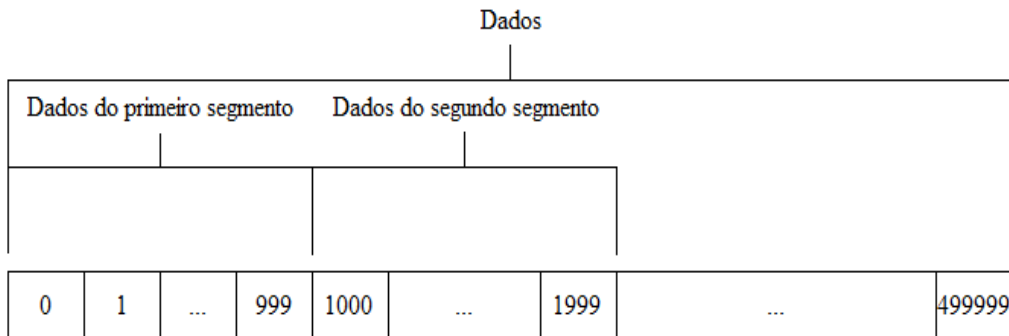 Dados
Dados do primeiro segmento Dados do segundo segmento
0 1 ... 999 1000 ... 1999 ... 499999